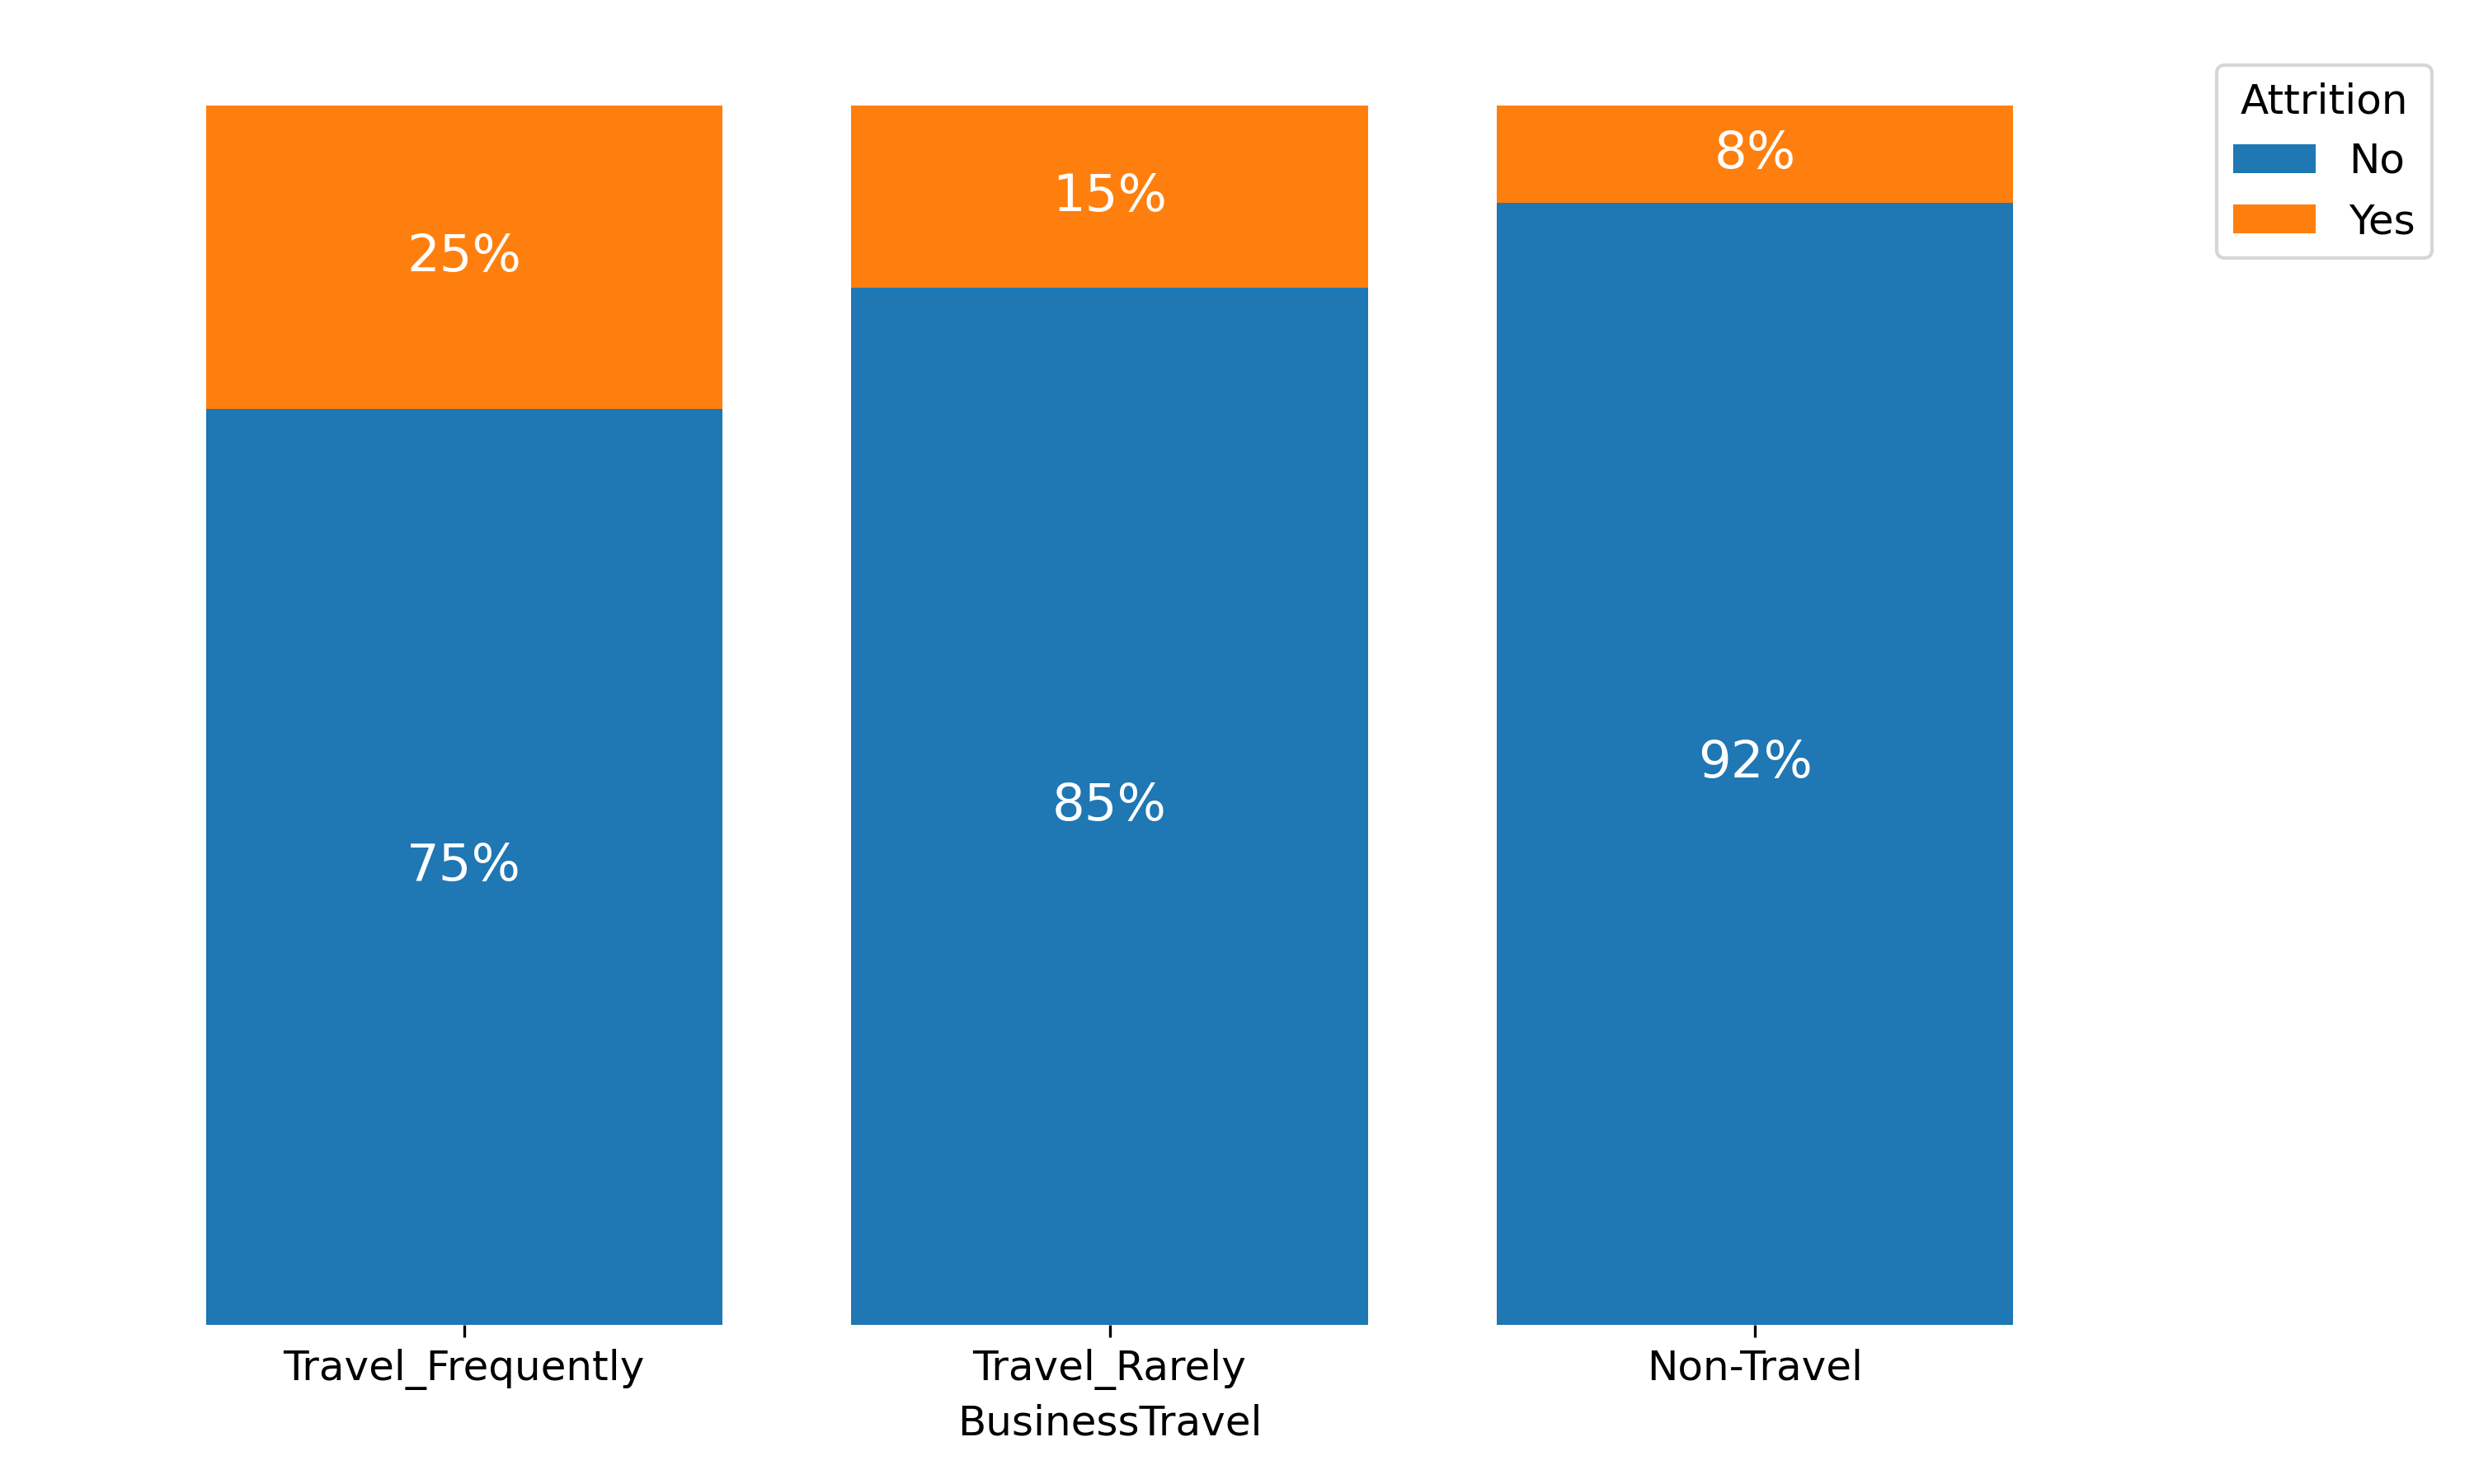 Attrition
No
Yes
25%
15%
8%
75%
85%
92%
Travel_Frequently
Travel_Rarely
Non-Travel
BusinessTravel